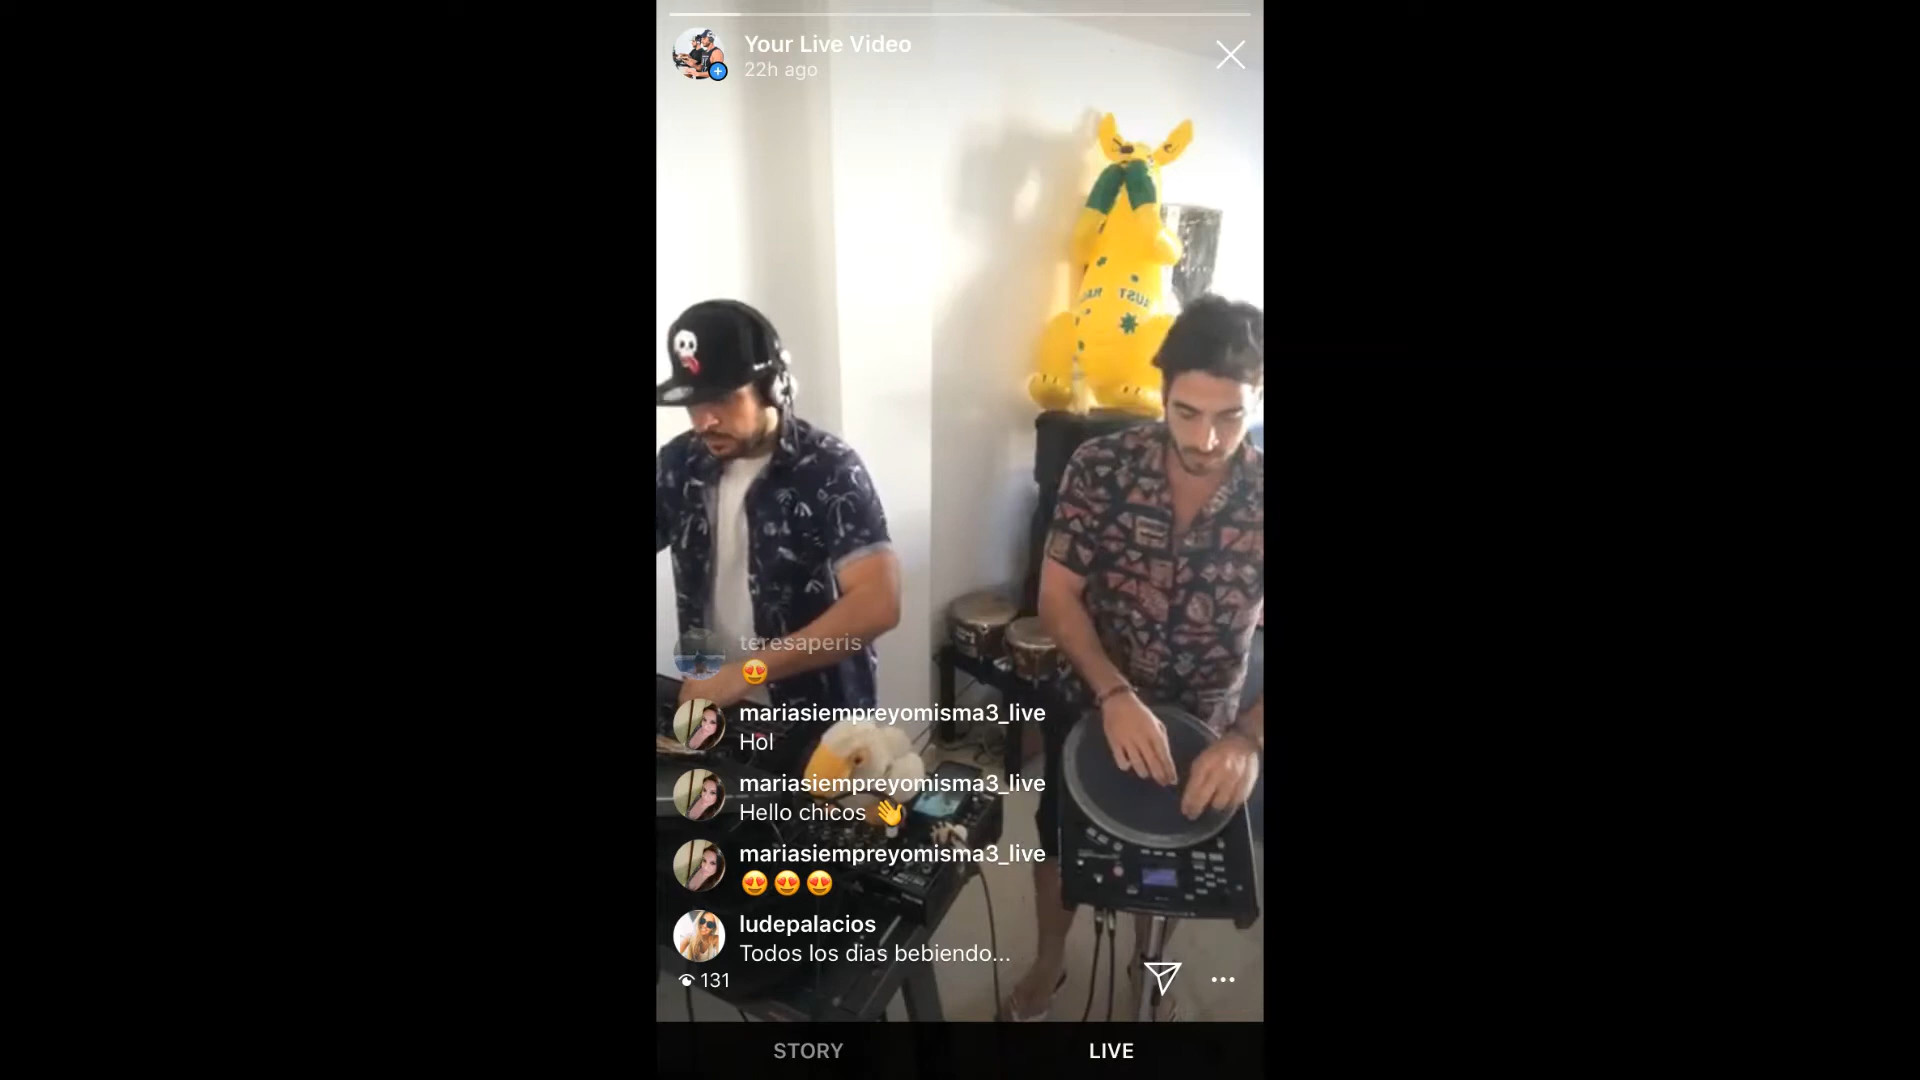 Your Live Video
22h ago
teresaperis
😍
mariasiempreyomisma3_live
Hol
mariasiempreyomisma3_live
Hello chicos 👋
mariasiempreyomisma3_live
😍😍😍
ludepalacios
Todos los dias bebiendo...
131
STORY
LIVE